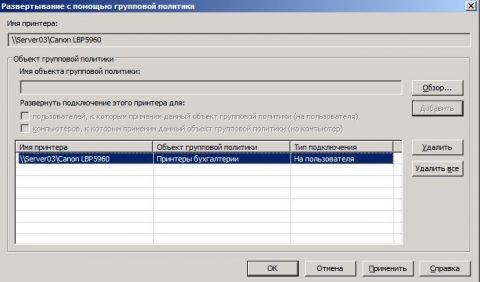 Развертывание с помощью групповой политики
Имя принтера:
\\Server03\Canon LBP5960
Объект групповой политики
Имя объекта групповой политики:
Обзор...
Развернуть подключение этого принтера для:
Добавить
пользователей, к которым применим данный объект групповой политики (на пользователя)
компьютеров, к которым применим данный объект групповой политики (на компьютер)
Имя принтера Объект групповой политики Тип подключения
\\Server03\Canon LBP5960 Принтеры бухгалтерии На пользователя
Удалить
Удалить все
ОК Отмена Применить Справка